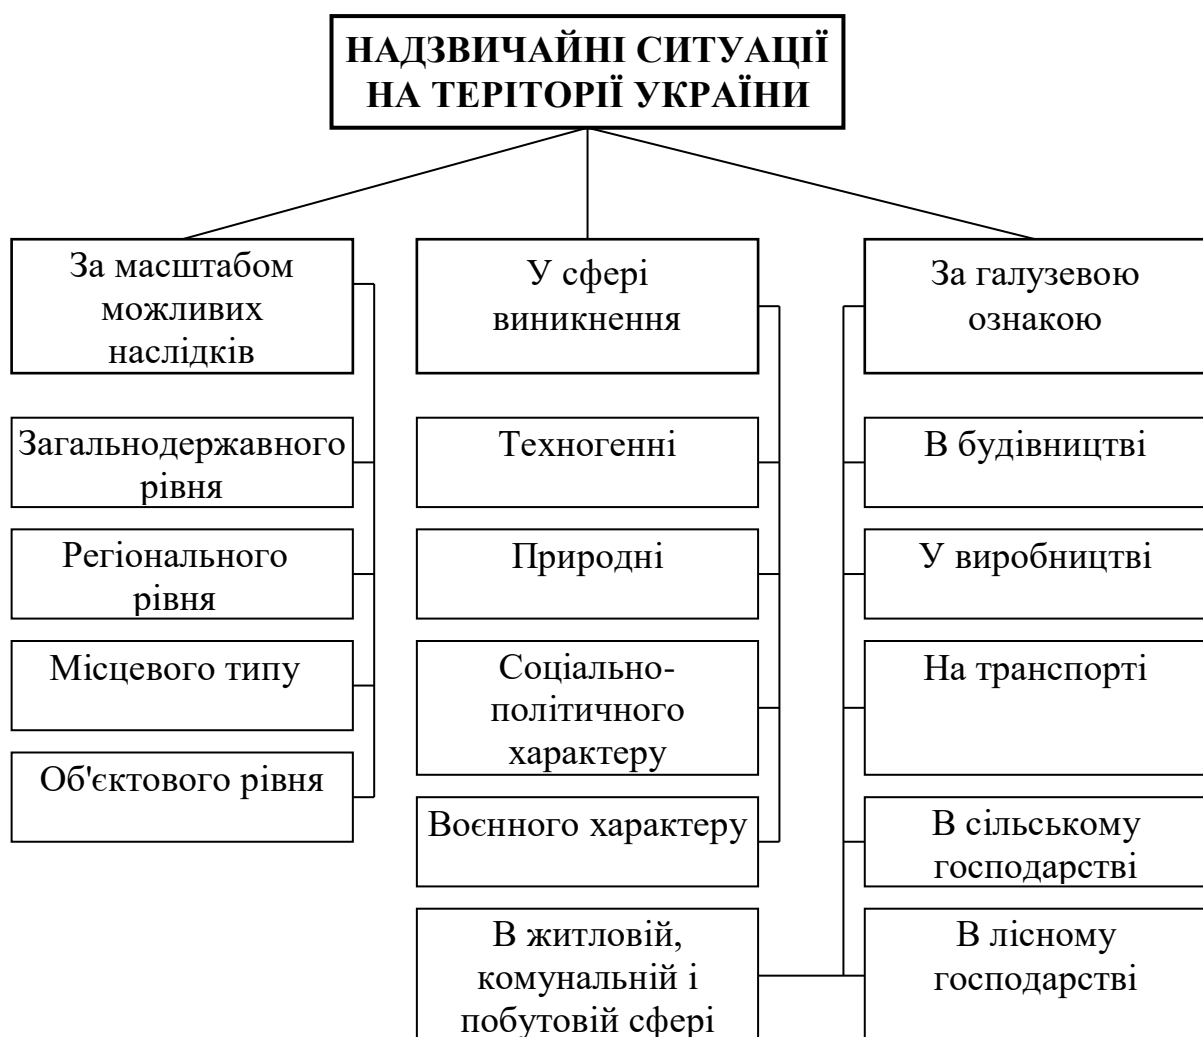 НАДЗВИЧАЙНІ СИТУАЦІЇ
НА ТЕРІТОРІЇ УКРАЇНИ
За масштабом
можливих
наслідків
Загальнодержавного
рівня
Регіонального
рівня
Місцевого типу
Об'єктового рівня
У сфері
виникнення
Техногенні
Природні
Соціально-
політичного
характеру
Воєнного характеру
За галузевою
ознакою
В будівництві
У виробництві
На транспорті
В сільському
господарстві
В житловій,
комунальній і
побутовій сфері
В лісному
господарстві